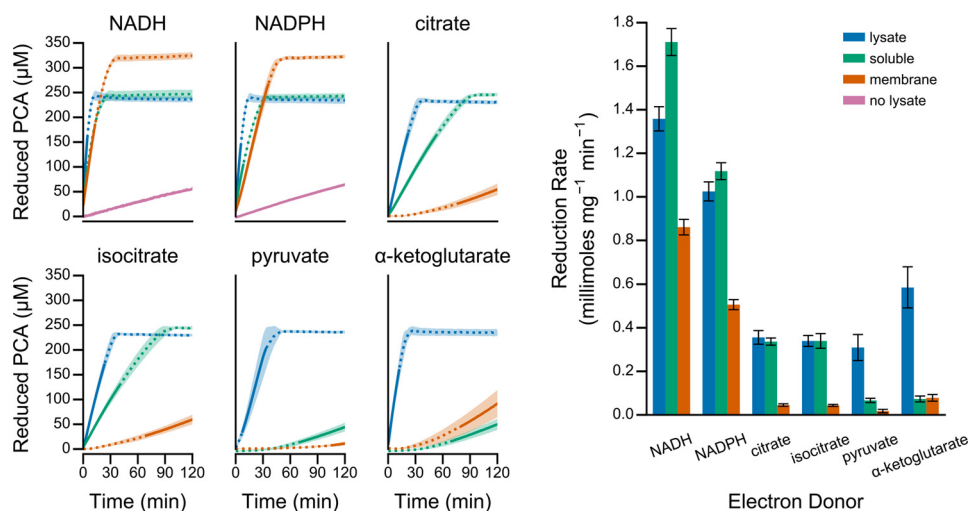 NADH
NADPH
citrate
Reduced PCA (µM)
350
300
250
200
150
100
50
0
isocitrate
pyruvate
α-ketoglutarate
Reduced PCA (µM)
350
300
250
200
150
100
50
0
0 30 60 90 120
0 30 60 90 120
0 30 60 90 120
Time (min)
Time (min)
Time (min)
Reduction Rate
(millimoles mg⁻¹ min⁻¹)
1.8
1.6
1.4
1.2
1.0
0.8
0.6
0.4
0.2
0.0
lysate
soluble
membrane
no lysate
NADH
NADPH
citrate
isocitrate
pyruvate
α-ketoglutarate
Electron Donor